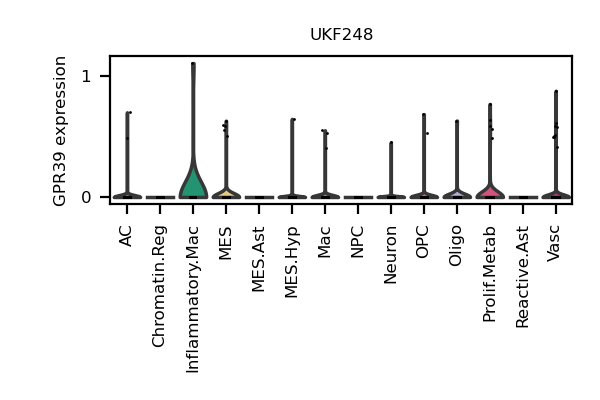 UKF248
GPR39 expression
1
0
AC
Chromatin.Reg
Inflammatory.Mac
MES
MES.Ast
MES.Hyp
Mac
NPC
Neuron
OPC
Oligo
Prolif.Metab
Reactive.Ast
Vasc